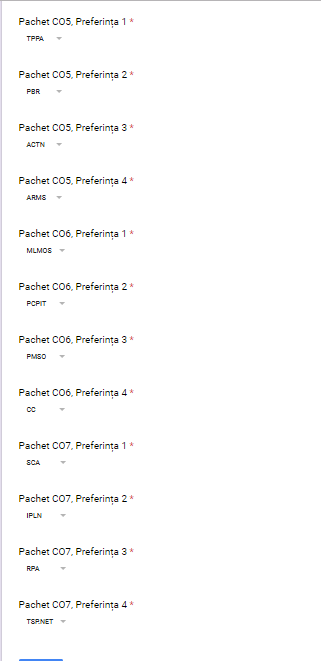 Pachet CO5, Preferința 1 *
TPPA
Pachet CO5, Preferința 2 *
PBR
Pachet CO5, Preferința 3 *
ACTN
Pachet CO5, Preferința 4 *
ARMS
Pachet CO6, Preferința 1 *
MLMOS
Pachet CO6, Preferința 2 *
PCPIT
Pachet CO6, Preferința 3 *
PMSO
Pachet CO6, Preferința 4 *
CC
Pachet CO7, Preferința 1 *
SCA
Pachet CO7, Preferința 2 *
IPLN
Pachet CO7, Preferința 3 *
RPA
Pachet CO7, Preferința 4 *
TSP.NET